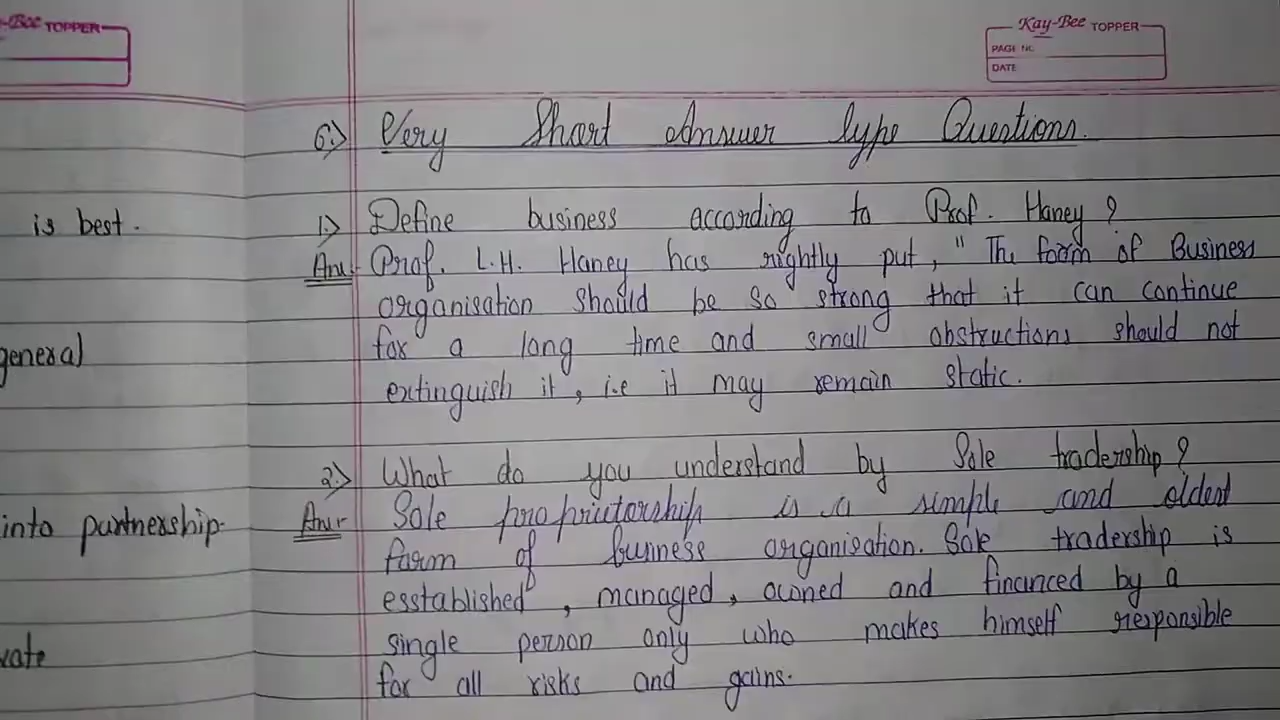 -Bee TOPPER
Kay-Bee TOPPER
PAGE NO.
DATE
is best.
general
into partnership.
vate
6.) Very Short Answer type Questions.
1.) Define business according to Prof. Haney?
Ans- Prof. L.H. Haney has rightly put, " The form of Business
organisation should be so strong that it can continue
for a long time and small obstructions should not
extinguish it, i.e it may remain static.
2.) What do you understand by Sole tradership?
Ans- Sole proprietorship is a simple and oldest
form of business organisation. Sole tradership is
esstablished, managed, owned and financed by a
single person only who makes himself responsible
for all risks and gains.